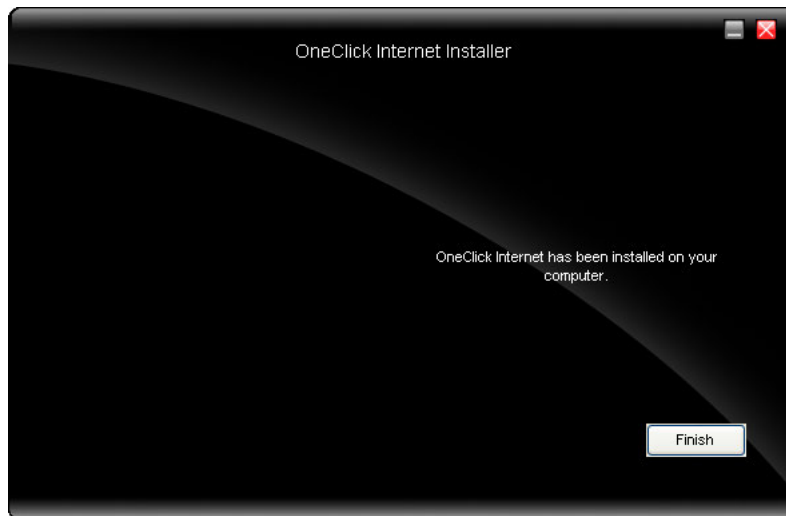 OneClick Internet Installer
OneClick Internet has been installed on your
computer.
Finish